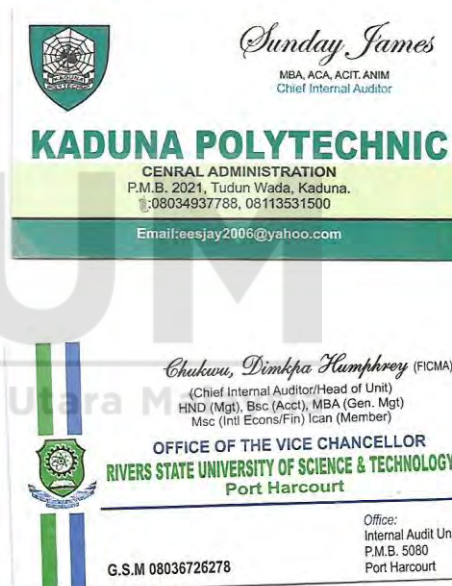 Sunday James
MBA, ACA, ACIT. ANIM
Chief Internal Auditor
KADUNA POLYTECHNIC
CENRAL ADMINISTRATION
P.M.B. 2021, Tudun Wada, Kaduna.
:08034937788, 08113531500
Email:eesjay2006@yahoo.com
UM
Utara Ma
Chukwu, Dimkpa Humphrey (FICMA)
(Chief Internal Auditor/Head of Unit)
HND (Mgt), Bsc (Acct), MBA (Gen. Mgt)
Msc (Intl Econs/Fin) Ican (Member)
OFFICE OF THE VICE CHANCELLOR
RIVERS STATE UNIVERSITY OF SCIENCE & TECHNOLOGY
Port Harcourt
Office:
Internal Audit Un
P.M.B. 5080
Port Harcourt
G.S.M 08036726278